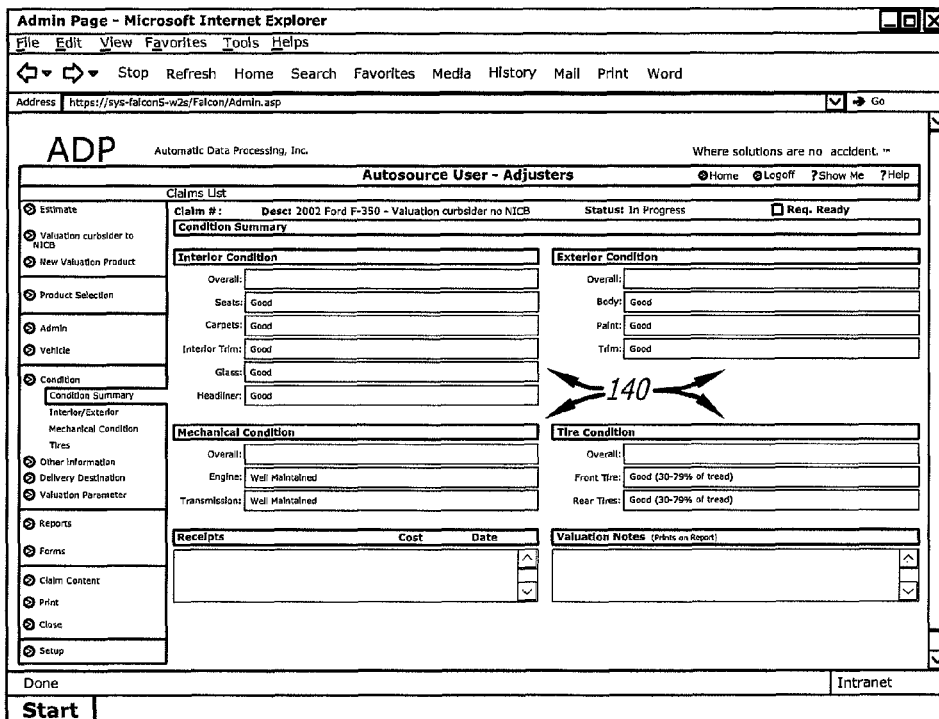 Admin Page - Microsoft Internet Explorer
File Edit View Favorites Tools Helps
Stop Refresh Home Search Favorites Media History Mail Print Word
Address https://sys-falcon5-w2s/Falcon/Admin.asp Go
ADP Automatic Data Processing, Inc. Where solutions are no accident. ™
Autosource User - Adjusters Home Logoff ?Show Me ?Help
Claims List
Claim #: Desc: 2002 Ford F-350 - Valuation curbsider no NICB Status: In Progress Req. Ready
Condition Summary
Estimate
Valuation curbsider to
NICB
New Valuation Product
Product Selection
Admin
Vehicle
Condition
Condition Summary
Interior/Exterior
Mechanical Condition
Tires
Other Information
Delivery Destination
Valuation Parameter
Reports
Forms
Claim Content
Print
Close
Setup
Interior Condition
Overall:
Seats: Good
Carpets: Good
Interior Trim: Good
Glass: Good
Headliner: Good
Exterior Condition
Overall:
Body: Good
Paint: Good
Trim: Good
140
Mechanical Condition
Overall:
Engine: Well Maintained
Transmission: Well Maintained
Tire Condition
Overall:
Front Tire: Good (30-79% of tread)
Rear Tires: Good (30-79% of tread)
Receipts Cost Date
Valuation Notes (Prints on Report)
Done Intranet
Start